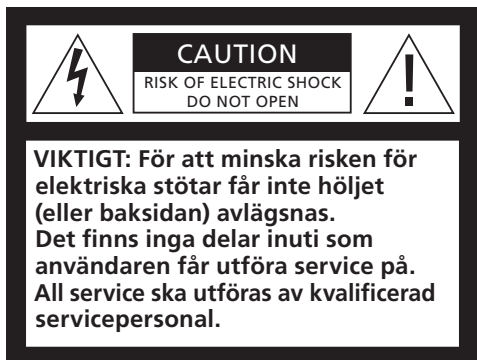 CAUTION
RISK OF ELECTRIC SHOCK
DO NOT OPEN
!
VIKTIGT: För att minska risken för
elektriska stötar får inte höljet
(eller baksidan) avlägsnas.
Det finns inga delar inuti som
användaren får utföra service på.
All service ska utföras av kvalificerad
servicepersonal.